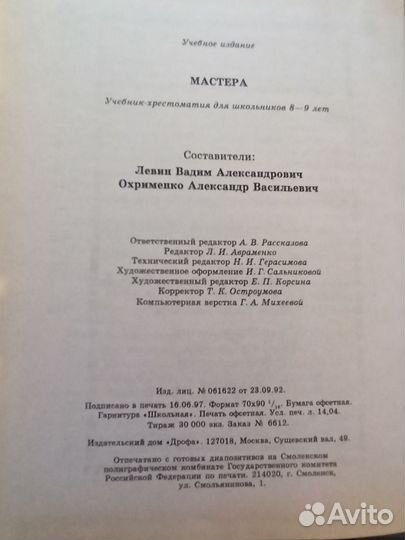 Учебное издание
МАСТЕРА
Учебник-хрестоматия для школьников 8—9 лет
Составители:
Левин Вадим Александрович
Охрименко Александр Васильевич
Ответственный редактор А. В. Рассказова
Редактор Л. И. Авраменко
Технический редактор Н. И. Герасимова
Художественное оформление И. Г. Сальниковой
Художественный редактор Е. П. Корсина
Корректор Т. К. Остроумова
Компьютерная верстка Г. А. Михеевой
Изд. лиц. № 061622 от 23.09.92.
Подписано в печать 16.06.97. Формат 70х90 1/16. Бумага офсетная.
Гарнитура «Школьная». Печать офсетная. Усл. печ. л. 14,04.
Тираж 30 000 экз. Заказ № 6612.
Издательский дом «Дрофа». 127018, Москва, Сущевский вал, 49.
Отпечатано с готовых диапозитивов на Смоленском
полиграфическом комбинате Государственного комитета
Российской Федерации по печати. 214020, г. Смоленск,
ул. Смольянинова, 1.
Avito